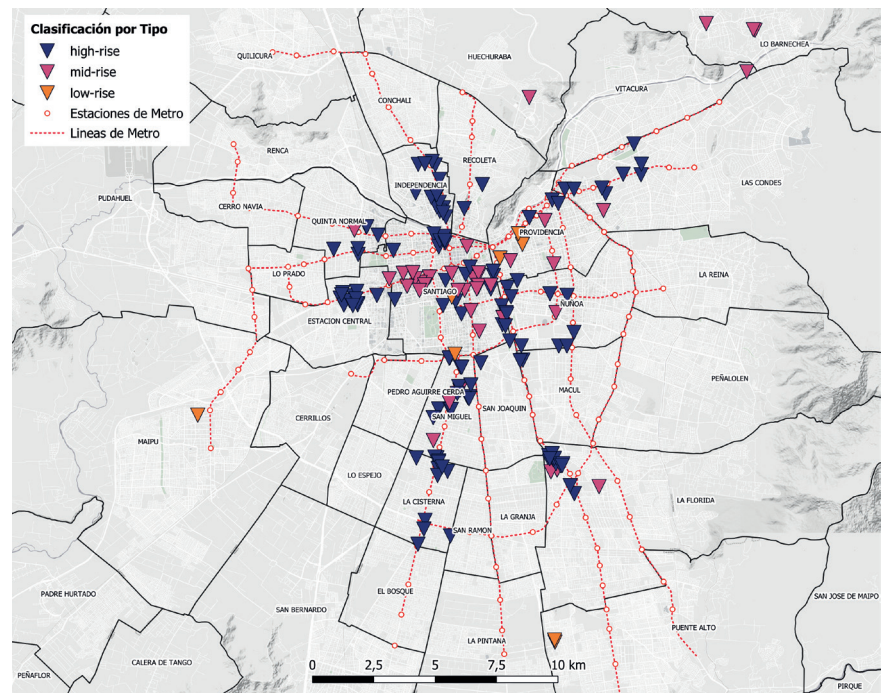 Clasificación por Tipo
high-rise
mid-rise
low-rise
Estaciones de Metro
Lineas de Metro
QUILICURA
HUECHURABA
LO BARNECHEA
VITACURA
CONCHALI
RENCA
RECOLETA
INDEPENDENCIA
LAS CONDES
PUDAHUEL
CERRO NAVIA
QUINTA NORMAL
PROVIDENCIA
LO PRADO
LA REINA
SANTIAGO
ÑUÑOA
ESTACION CENTRAL
PEÑALOLEN
PEDRO AGUIRRE CERDA
MACUL
SAN JOAQUIN
CERRILLOS
SAN MIGUEL
MAIPU
LO ESPEJO
LA CISTERNA
LA FLORIDA
LA GRANJA
SAN RAMON
EL BOSQUE
PADRE HURTADO
SAN JOSE DE MAIPO
SAN BERNARDO
PUENTE ALTO
LA PINTANA
CALERA DE TANGO
PEÑAFLOR
PIRQUE
0 2,5 5 7,5 10 km